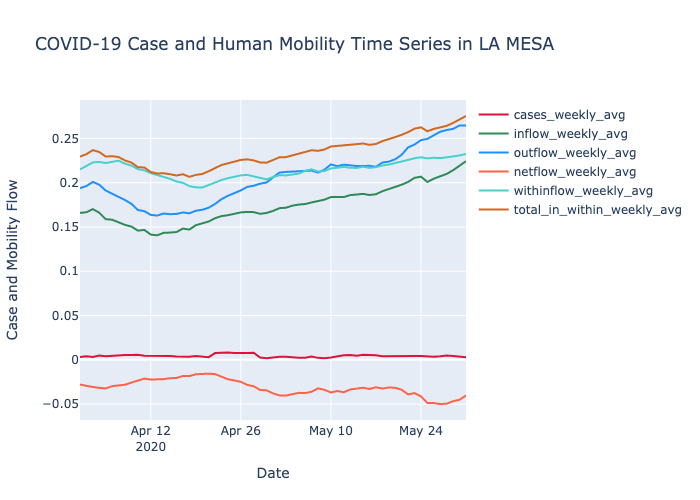 COVID-19 Case and Human Mobility Time Series in LA MESA
cases_weekly_avg
inflow_weekly_avg
outflow_weekly_avg
netflow_weekly_avg
withinflow_weekly_avg
total_in_within_weekly_avg
Case and Mobility Flow
0.25
0.2
0.15
0.1
0.05
0
−0.05
Apr 12
2020
Apr 26
May 10
May 24
Date